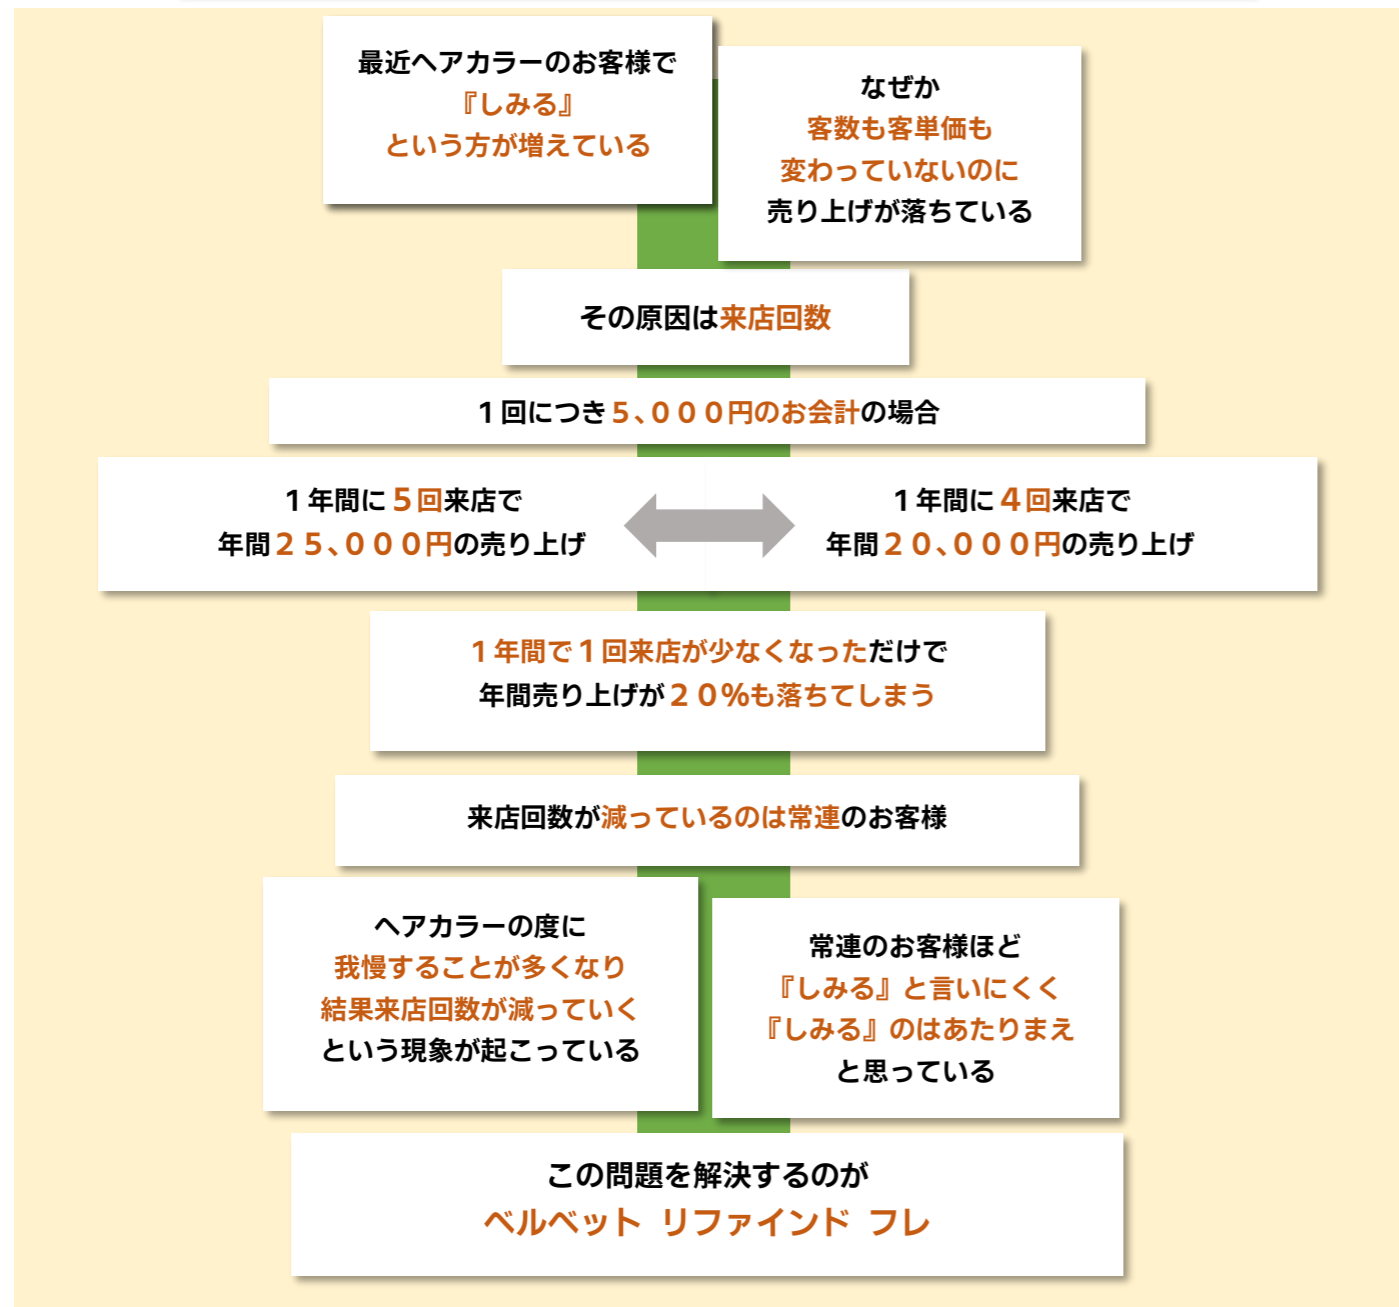 最近ヘアカラーのお客様で
『しみる』
という方が増えている
なぜか
客数も客単価も
変わっていないのに
売り上げが落ちている
その原因は来店回数
１回につき５、０００円のお会計の場合
１年間に５回来店で
年間２５、０００円の売り上げ
１年間に４回来店で
年間２０、０００円の売り上げ
１年間で１回来店が少なくなっただけで
年間売り上げが２０％も落ちてしまう
来店回数が減っているのは常連のお客様
ヘアカラーの度に
我慢することが多くなり
結果来店回数が減っていく
という現象が起こっている
常連のお客様ほど
『しみる』と言いにくく
『しみる』のはあたりまえ
と思っている
この問題を解決するのが
ベルベット リファインド フレ